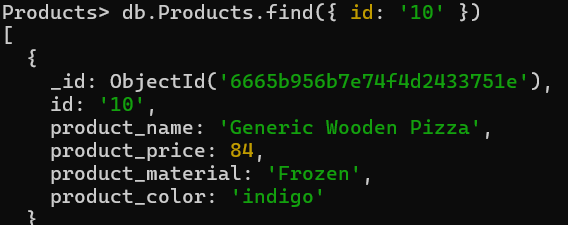 Products> db.Products.find({ id: '10' })
[
  {
    _id: ObjectId('6665b956b7e74f4d2433751e'),
    id: '10',
    product_name: 'Generic Wooden Pizza',
    product_price: 84,
    product_material: 'Frozen',
    product_color: 'indigo'
  }